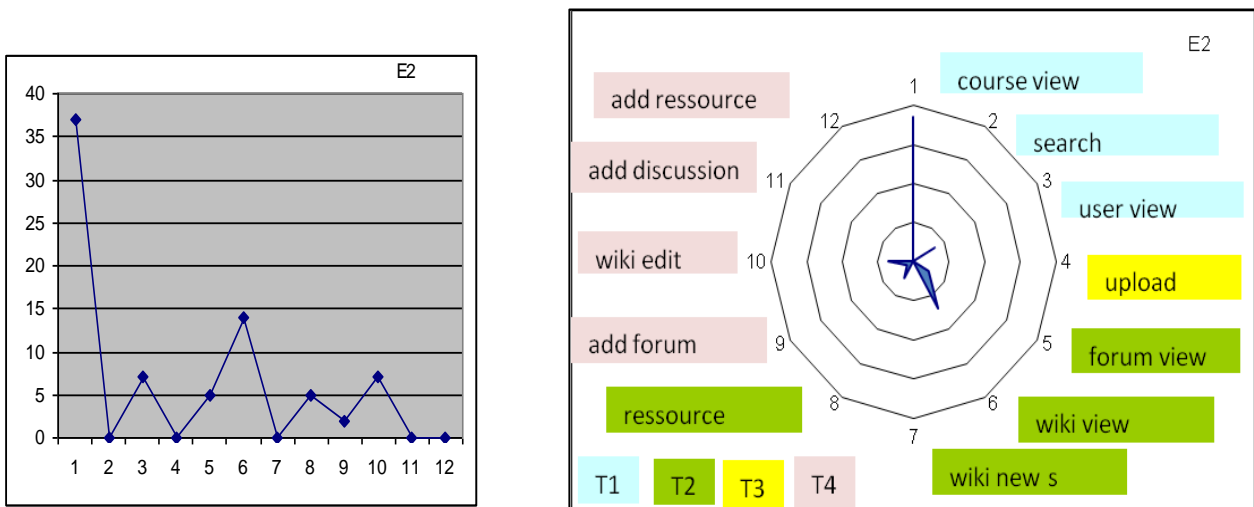 E2
40
35
30
25
20
15
10
5
0
1 2 3 4 5 6 7 8 9 10 11 12
E2
course view
add ressource
1
12
2
search
add discussion
11
3
user view
wiki edit
10
4
upload
add forum
9
5
forum view
ressource
8
6
wiki view
7
wiki new s
T1 T2 T3 T4